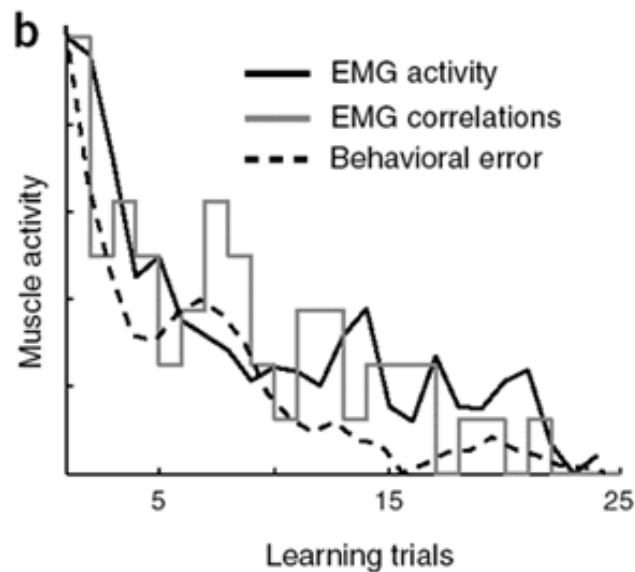 b
EMG activity
EMG correlations
Behavioral error
Muscle activity
5
15
25
Learning trials